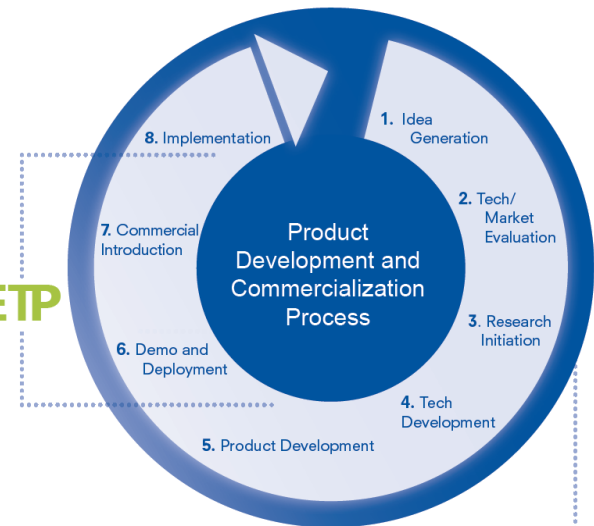 1. Idea
Generation
2. Tech/
Market
Evaluation
3. Research
Initiation
4. Tech
Development
5. Product Development
6. Demo and
Deployment
7. Commercial
Introduction
8. Implementation
Product
Development and
Commercialization
Process
ETP